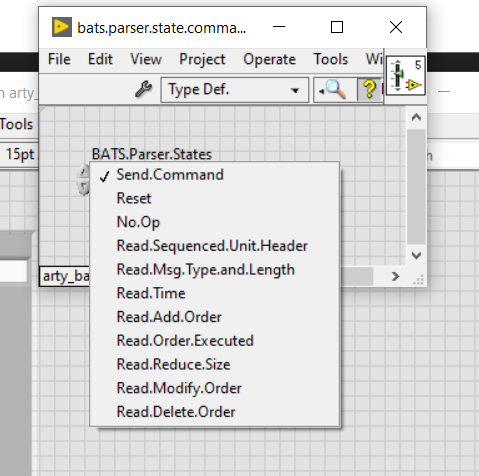 bats.parser.state.comma...
File Edit View Project Operate Tools Wi
5
Type Def.
arty_
Tools
15pt
BATS.Parser.States
✓ Send.Command
Reset
No.Op
Read.Sequenced.Unit.Header
Read.Msg.Type.and.Length
Read.Time
Read.Add.Order
Read.Order.Executed
Read.Reduce.Size
Read.Modify.Order
Read.Delete.Order
arty_ba